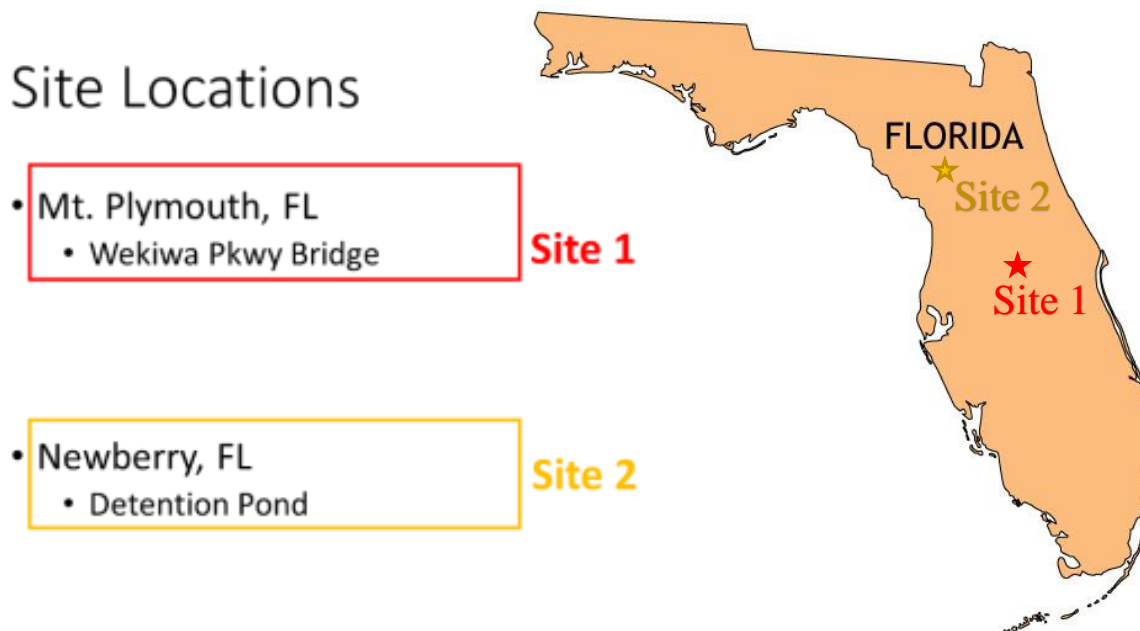 Site Locations
• Mt. Plymouth, FL
• Wekiwa Pkwy Bridge
Site 1
• Newberry, FL
• Detention Pond
Site 2
FLORIDA
Site 2
Site 1